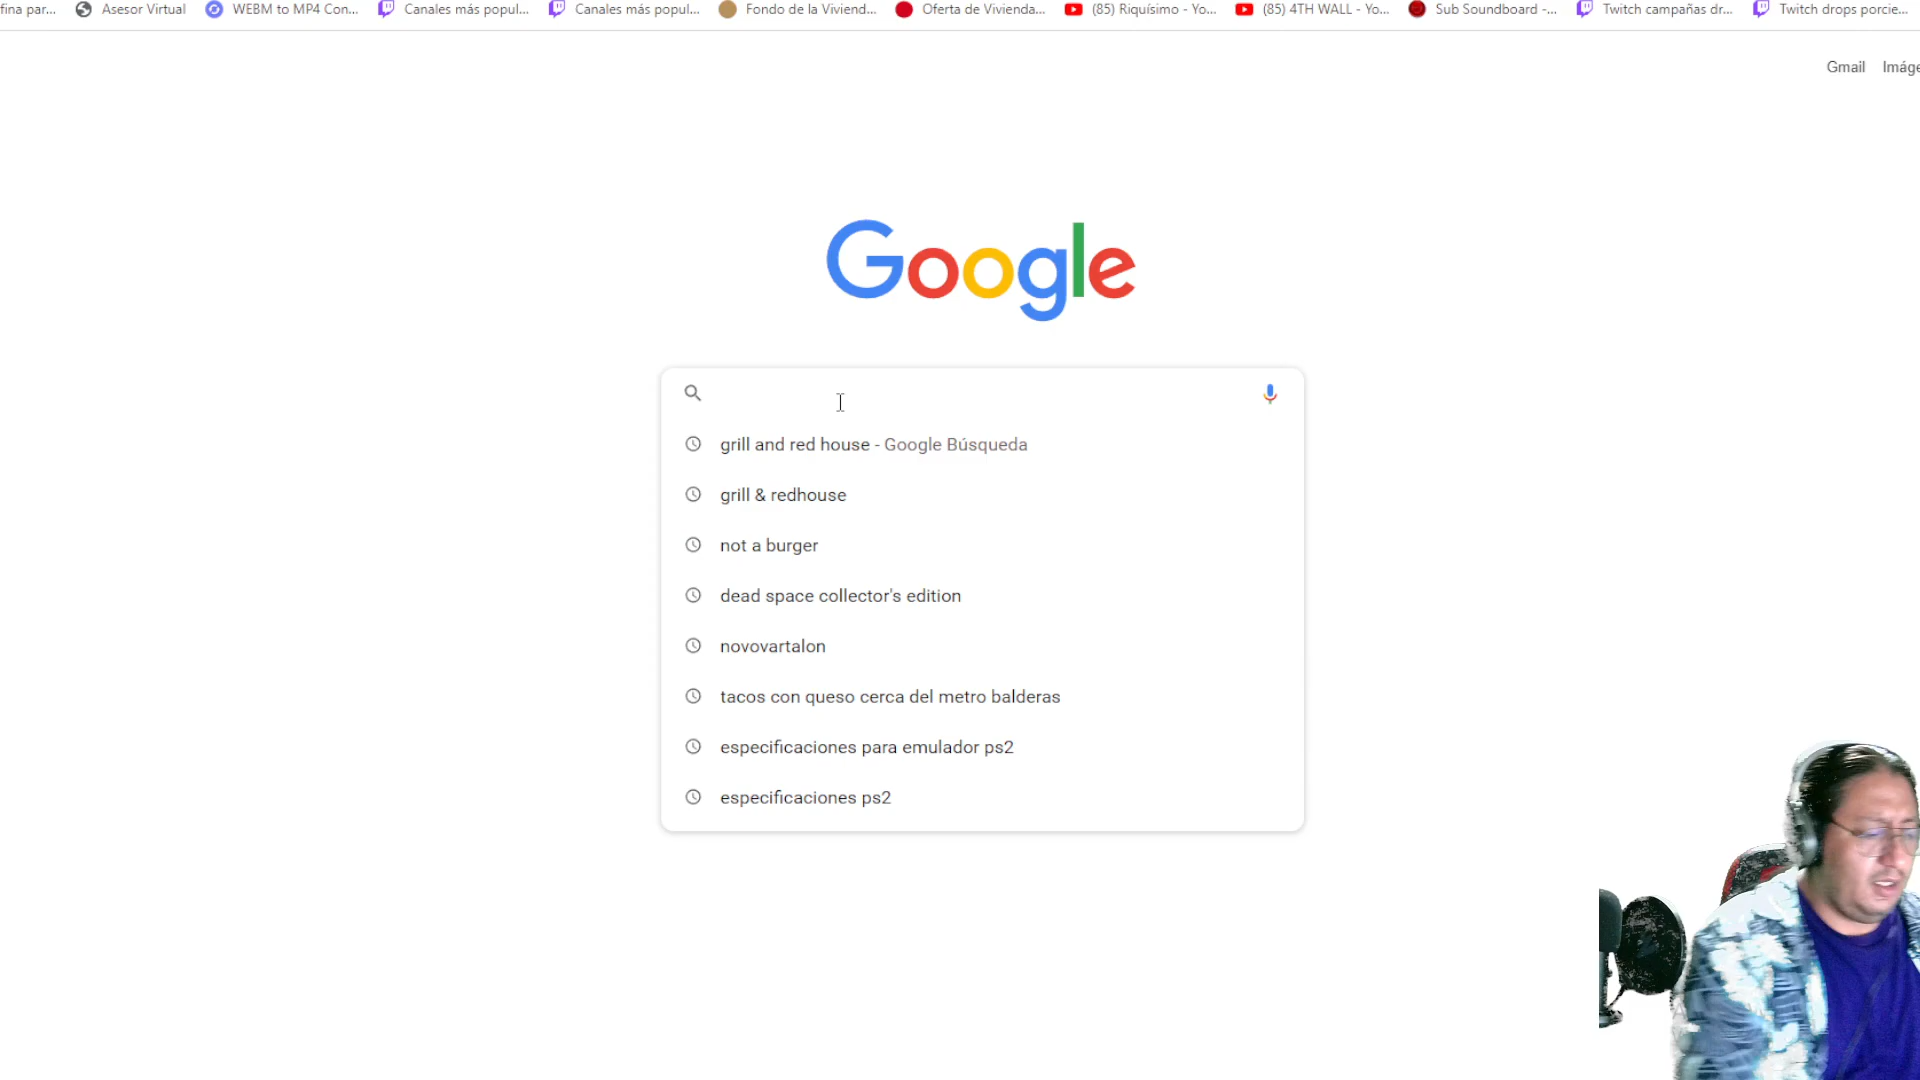 fina par... Asesor Virtual WEBM to MP4 Con... Canales más popul... Canales más popul... Fondo de la Viviend... Oferta de Vivienda... (85) Riquísimo - Yo... (85) 4TH WALL - Yo... Sub Soundboard -... Twitch campañas dr... Twitch drops porcie...
Gmail Imáge
Google
grill and red house - Google Búsqueda
grill & redhouse
not a burger
dead space collector's edition
novovartalon
tacos con queso cerca del metro balderas
especificaciones para emulador ps2
especificaciones ps2